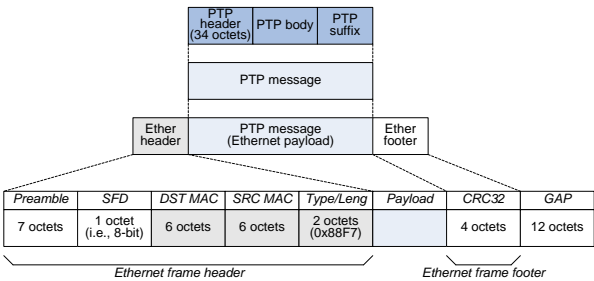 PTP header (34 octets) PTP body PTP suffix
PTP message
Ether header PTP message (Ethernet payload) Ether footer
Preamble SFD DST MAC SRC MAC Type/Leng Payload CRC32 GAP
7 octets 1 octet (i.e., 8-bit) 6 octets 6 octets 2 octets (0x88F7) 4 octets 12 octets
Ethernet frame header Ethernet frame footer